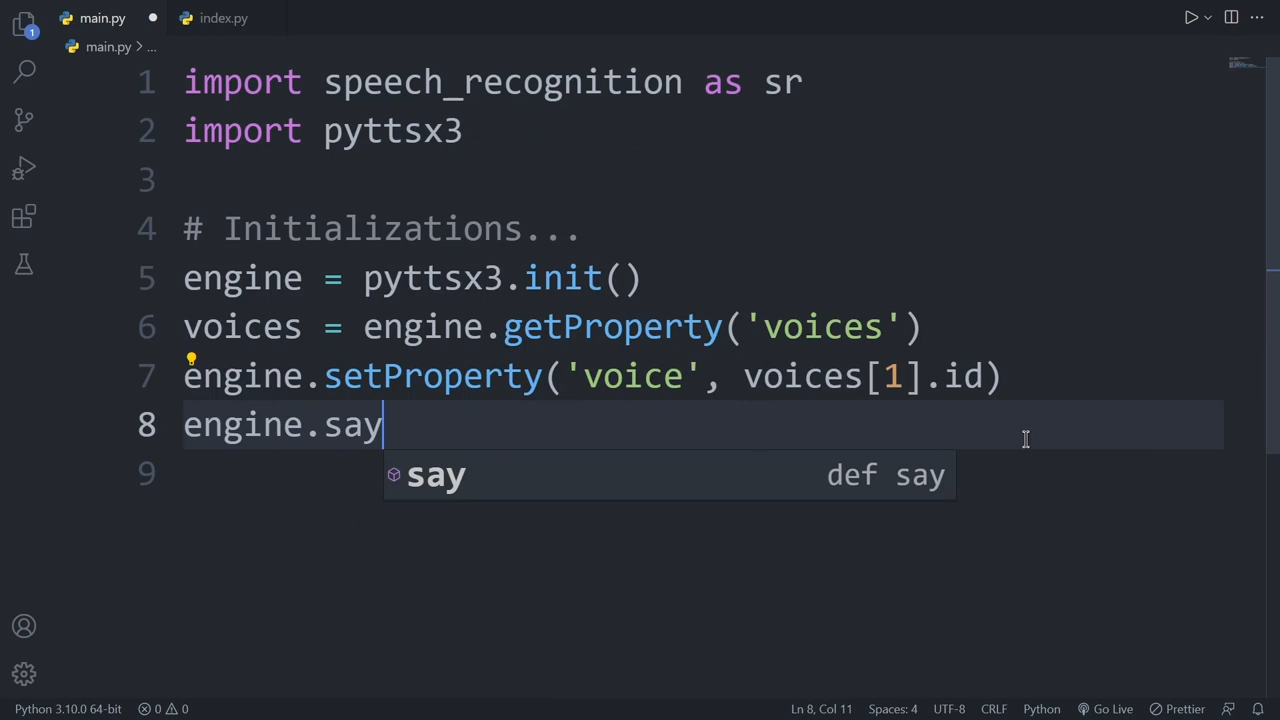 main.py
index.py
1
main.py > ...
1 import speech_recognition as sr
2 import pyttsx3
3
4 # Initializations...
5 engine = pyttsx3.init()
6 voices = engine.getProperty('voices')
7 engine.setProperty('voice', voices[1].id)
8 engine.say
say def say
9
Python 3.10.0 64-bit 0 0 Ln 8, Col 11 Spaces: 4 UTF-8 CRLF Python Go Live Prettier